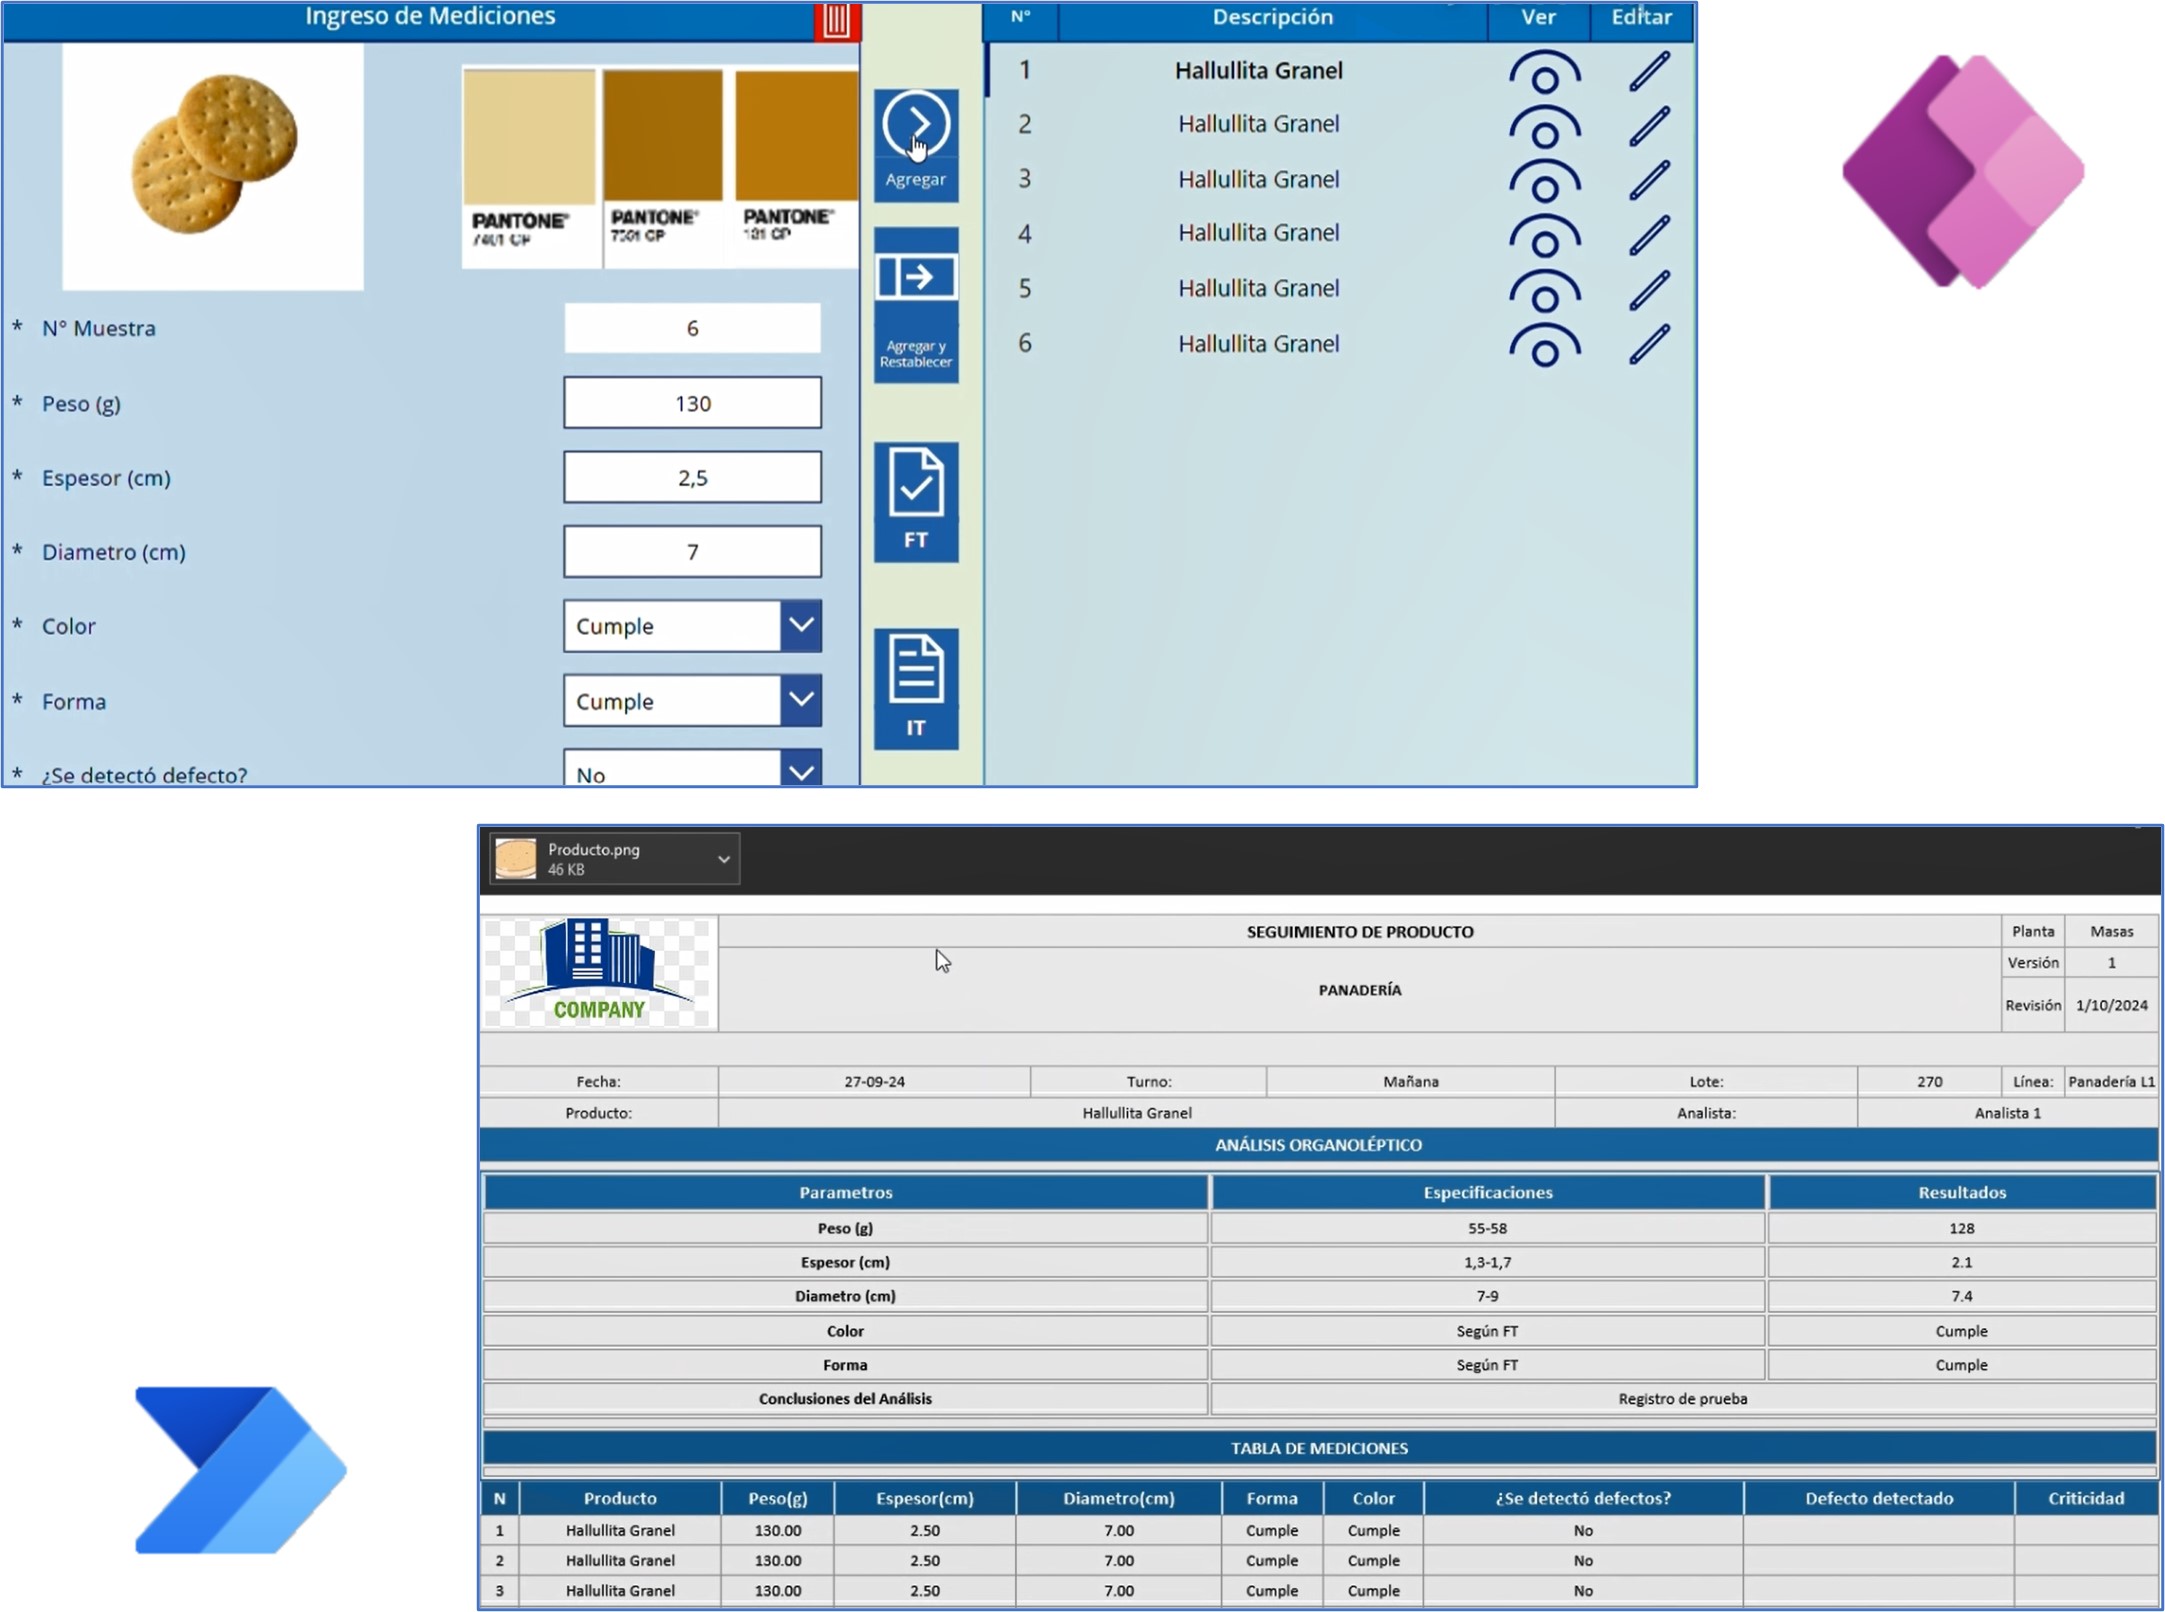 Ingreso de Mediciones
PANTONE®
7401 CP
PANTONE®
PANTONE®
131 CP
* N° Muestra 6
* Peso (g) 130
* Espesor (cm) 2,5
* Diametro (cm) 7
* Color Cumple
* Forma Cumple
* ¿Se detectó defecto? No
Agregar
Agregar y
Restablecer
FT
IT
N° Descripción Ver Editar
1 Hallullita Granel
2 Hallullita Granel
3 Hallullita Granel
4 Hallullita Granel
5 Hallullita Granel
6 Hallullita Granel
Producto.png
46 KB
COMPANY
SEGUIMIENTO DE PRODUCTO
PANADERÍA
Planta Masas
Versión 1
Revisión 1/10/2024
Fecha: 27-09-24 Turno: Mañana Lote: 270 Línea: Panadería L1
Producto: Hallullita Granel Analista: Analista 1
ANÁLISIS ORGANOLÉPTICO
Parametros Especificaciones Resultados
Peso (g) 55-58 128
Espesor (cm) 1,3-1,7 2.1
Diametro (cm) 7-9 7.4
Color Según FT Cumple
Forma Según FT Cumple
Conclusiones del Análisis Registro de prueba
TABLA DE MEDICIONES
N Producto Peso(g) Espesor(cm) Diametro(cm) Forma Color ¿Se detectó defectos? Defecto detectado Criticidad
1 Hallullita Granel 130.00 2.50 7.00 Cumple Cumple No
2 Hallullita Granel 130.00 2.50 7.00 Cumple Cumple No
3 Hallullita Granel 130.00 2.50 7.00 Cumple Cumple No